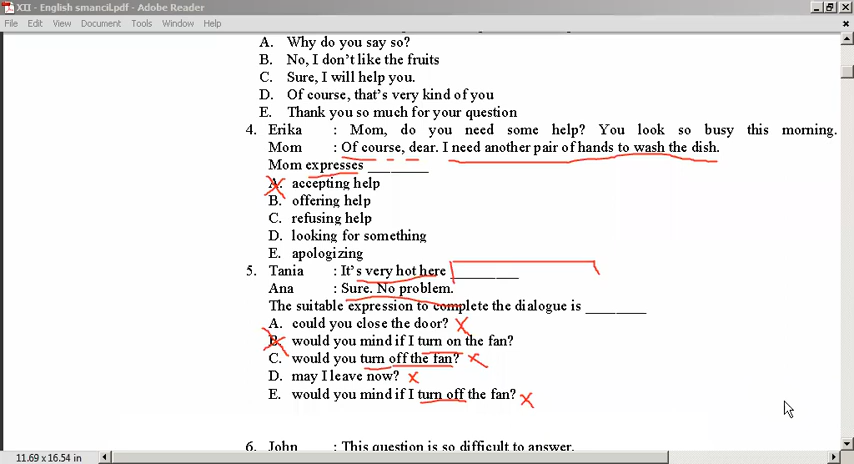 XII - English smancil.pdf - Adobe Reader
File Edit View Document Tools Window Help
A. Why do you say so?
B. No, I don't like the fruits
C. Sure, I will help you.
D. Of course, that's very kind of you
E. Thank you so much for your question
4. Erika : Mom, do you need some help? You look so busy this morning.
Mom : Of course, dear. I need another pair of hands to wash the dish.
Mom expresses ________
A. accepting help
B. offering help
C. refusing help
D. looking for something
E. apologizing
5. Tania : It's very hot here _________
Ana : Sure. No problem.
The suitable expression to complete the dialogue is ________
A. could you close the door? X
B. would you mind if I turn on the fan?
C. would you turn off the fan? X
D. may I leave now? X
E. would you mind if I turn off the fan? X
6. John : This question is so difficult to answer.
11.69 x 16.54 in